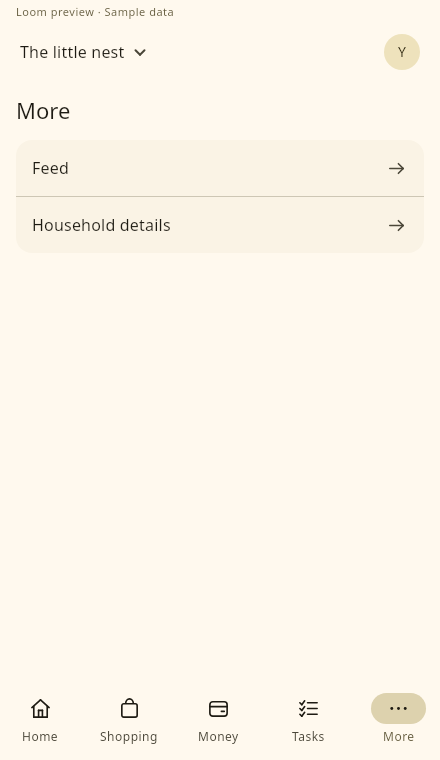 Loom preview · Sample data
The little nest
Y
More
Feed
Household details
Home
Shopping
Money
Tasks
More